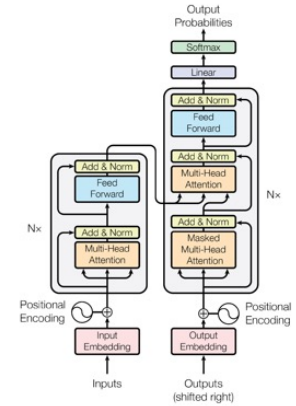 Output
Probabilities
Softmax
Linear
Add & Norm
Feed
Forward
Add & Norm
Multi-Head
Attention
Add & Norm
Masked
Multi-Head
Attention
N×
Add & Norm
Feed
Forward
Add & Norm
Multi-Head
Attention
N×
Positional
Encoding
Positional
Encoding
Input
Embedding
Output
Embedding
Inputs
Outputs
(shifted right)